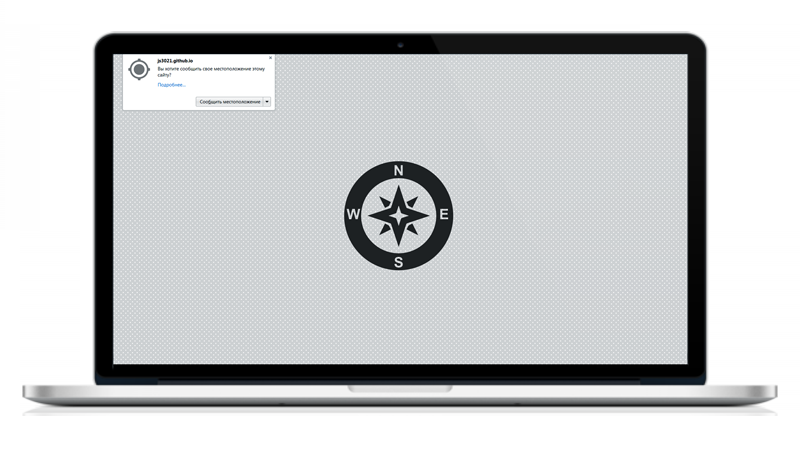 js3021.github.io
Вы хотите сообщить свое местоположение этому
сайту?
Подробнее...
Сообщить местоположение
N
W E
S